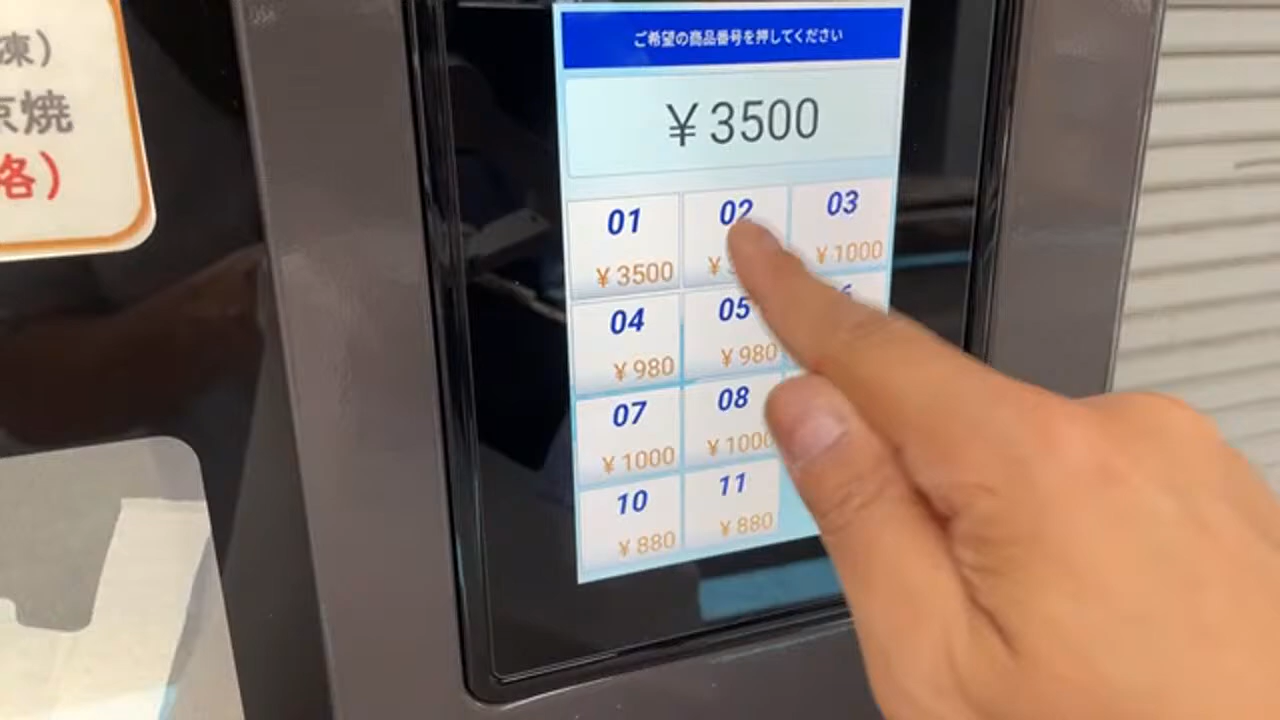 凍)
京焼
各)
ご希望の商品番号を押してください
¥3500
01 02 03
¥3500 ¥ ¥1000
04 05
¥980 ¥980
07 08
¥1000 ¥1000
10 11
¥880 ¥880